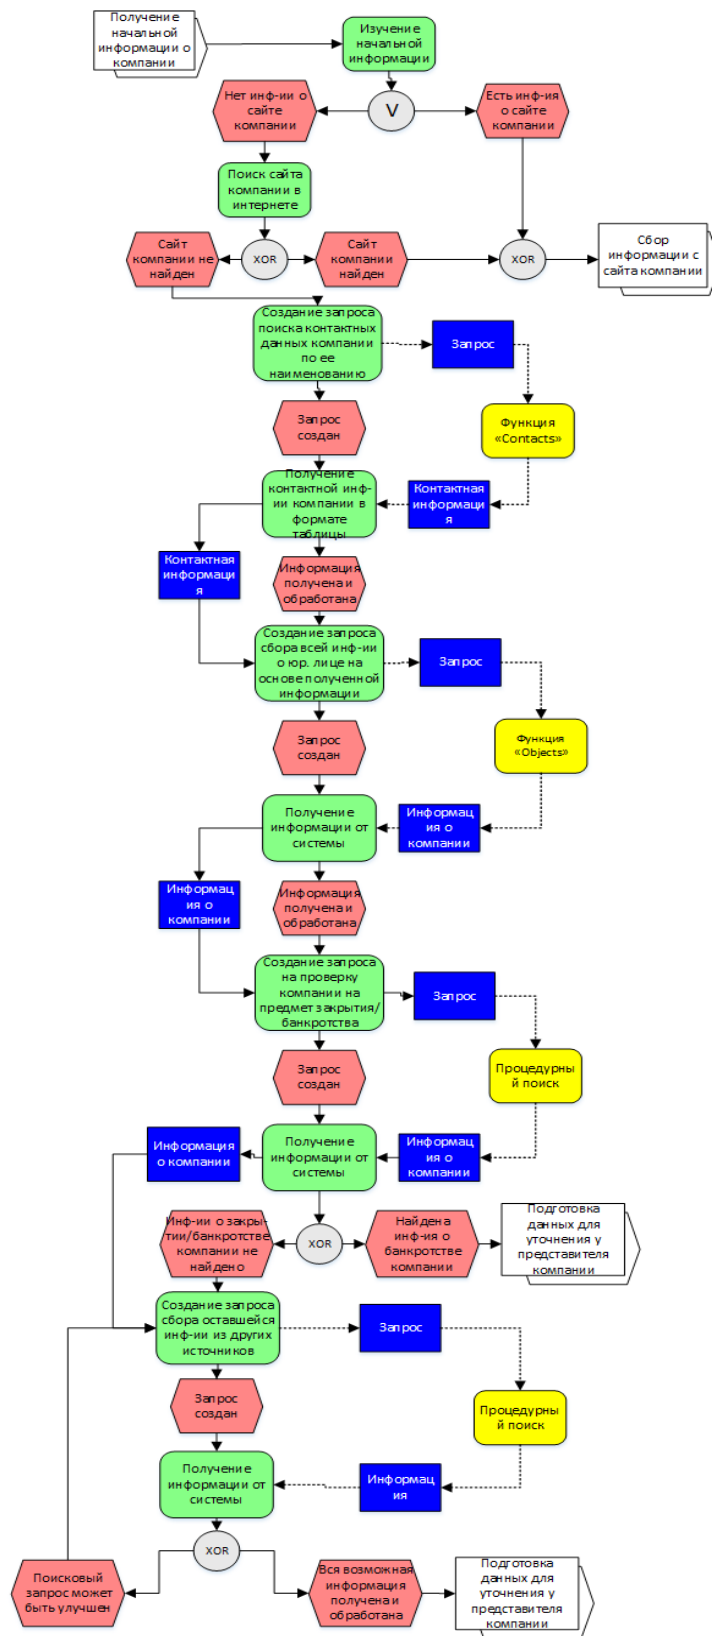 Получение
начальной
информации о
компании
Изучение
начальной
информации
Нет инф-ии о
сайте
компании
V
Есть инф-ия
о сайте
компании
Поиск сайта
компании в
интернете
Сайт
компании не
найден
XOR
Сайт
компании
найден
XOR
Сбор
информации с
сайта компании
Создание запроса
поиска контактных
данных компании
по ее
наименованию
Запрос
Запрос
создан
Функция
«Contacts»
Получение
контактной инф-
ии компании в
формате
таблицы
Контактная
информаци
я
Контактная
информаци
я
Информация
получена и
обработана
Создание запроса
сбора всей инф-ии
о юр. лице на
основе полученной
информации
Запрос
Запрос
создан
Функция
«Objects»
Получение
информации от
системы
Информац
ия о
компании
Информац
ия о
компании
Информация
получена и
обработана
Создание запроса
на проверку
компании на
предмет закрытия/
банкротства
Запрос
Запрос
создан
Процедурны
й поиск
Информация
о компании
Получение
информации от
системы
Информац
ия о
компании
Инф-ии о закры-
тии/банкротстве
компании не
найдено
XOR
Найдена
инф-ия о
банкротстве
компании
Подготовка
данных для
уточнения у
представителя
компании
Создание запроса
сбора оставшейся
инф-ии из других
источников
Запрос
Запрос
создан
Процедурны
й поиск
Получение
информации от
системы
Информац
ия
XOR
Поисковый
запрос может
быть улучшен
Вся возможная
информация
получена и
обработана
Подготовка
данных для
уточнения у
представителя
компании